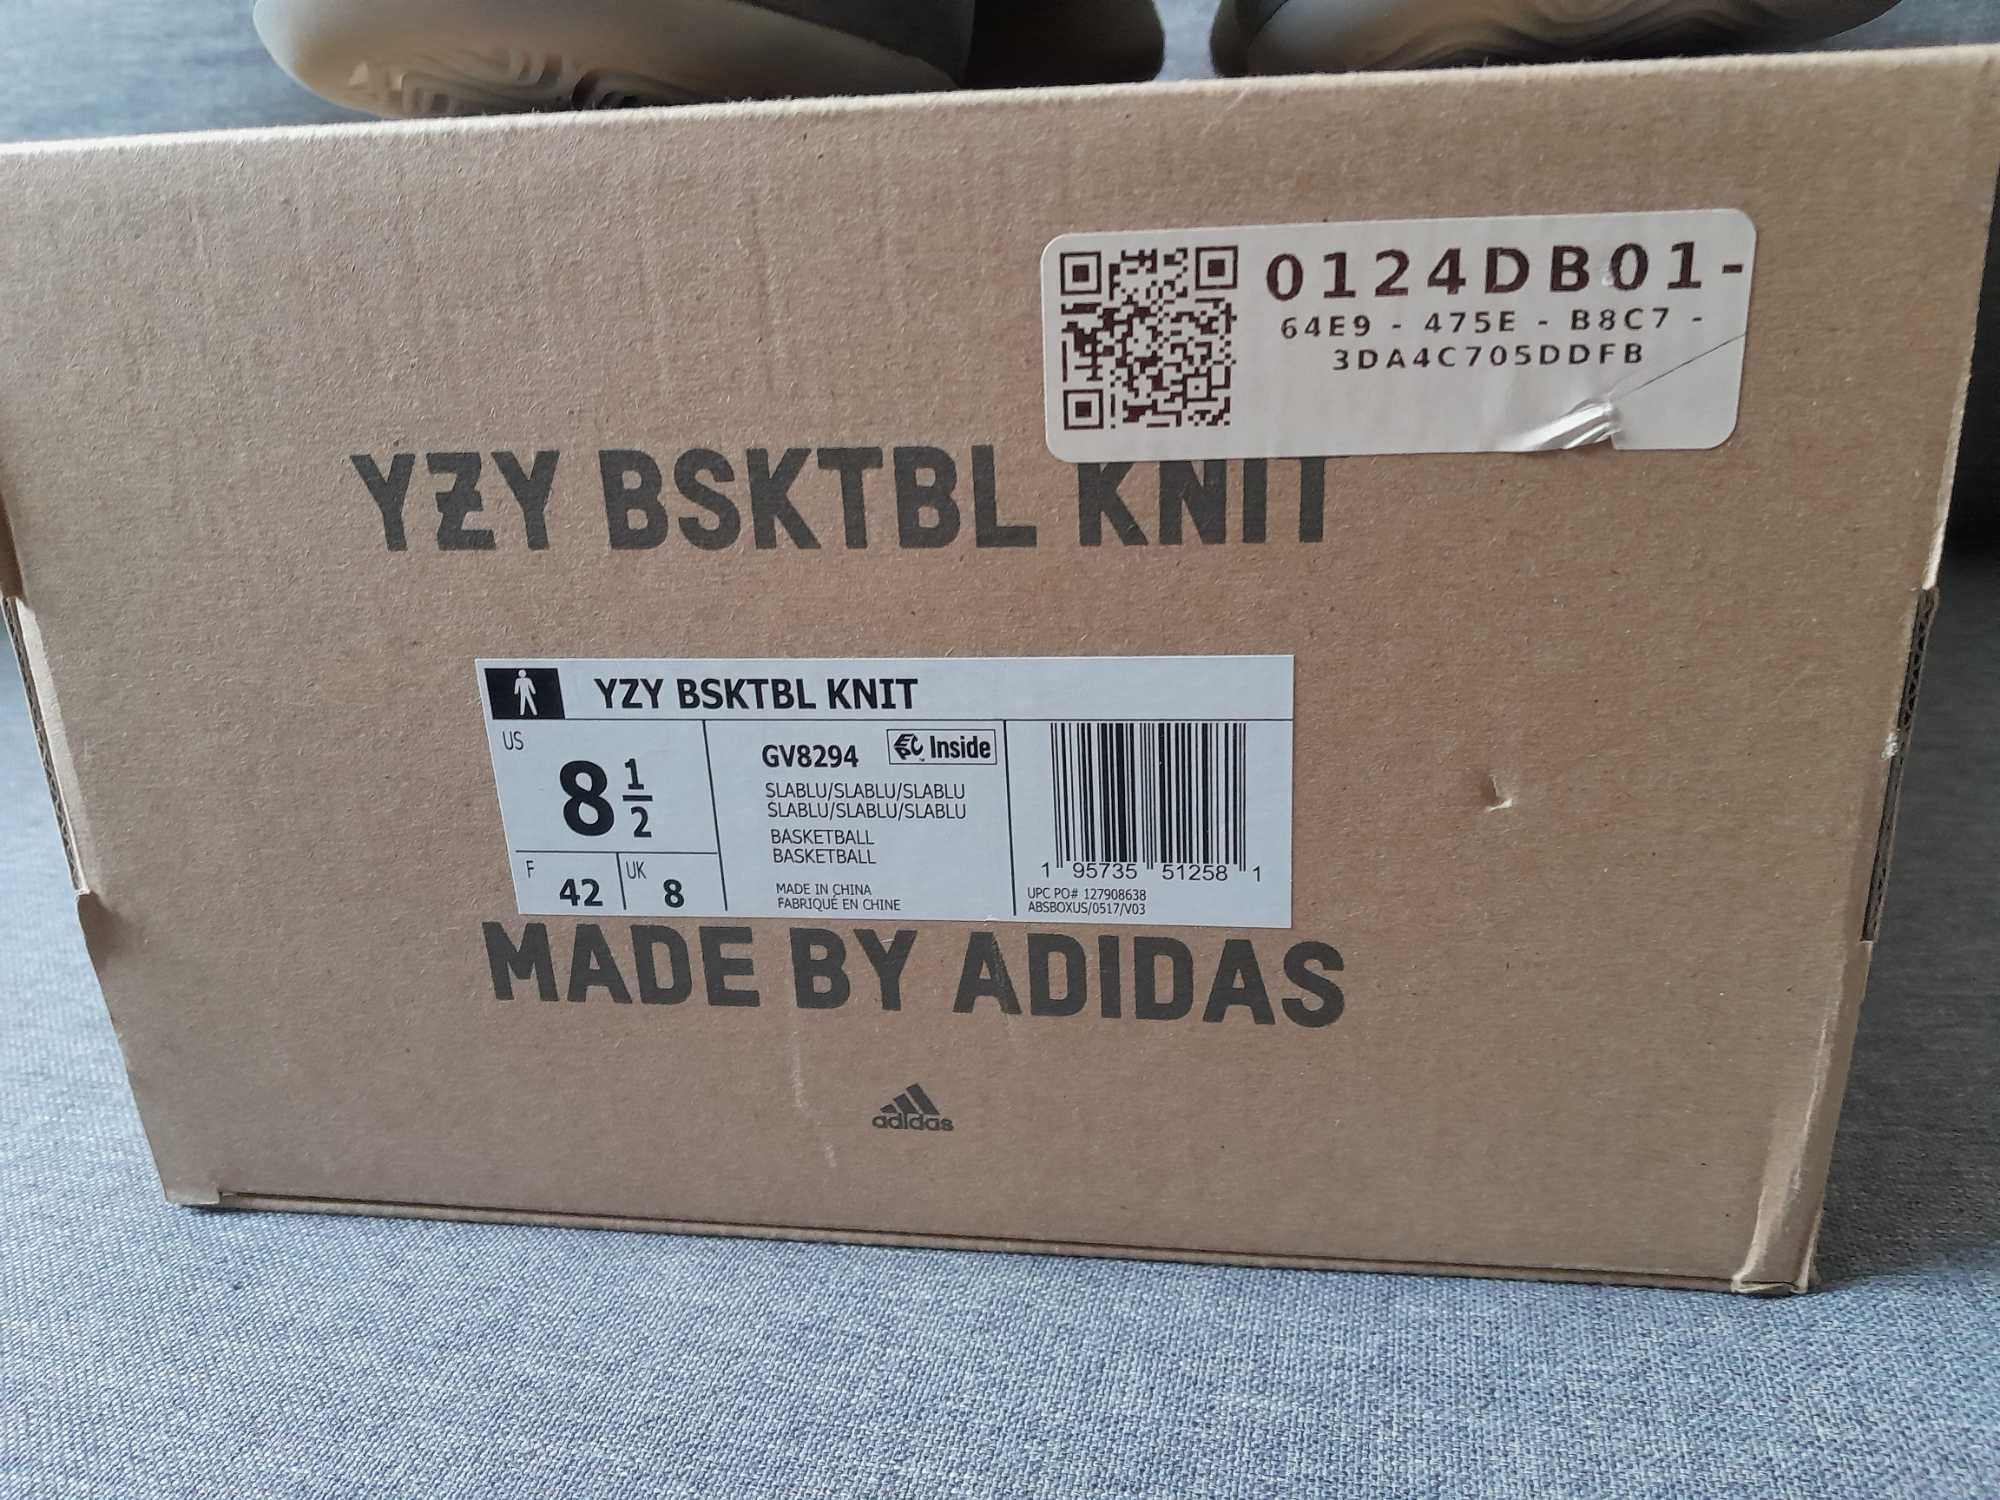 0124DB01-
64E9 - 475E - B8C7 -
3DA4C705DDFB
YZY BSKTBL KNIT
YZY BSKTBL KNIT
US
8 1/2
F 42
UK 8
GV8294
EPC Inside
SLABLU/SLABLU/SLABLU
SLABLU/SLABLU/SLABLU
BASKETBALL
BASKETBALL
MADE IN CHINA
FABRIQUÉ EN CHINE
1 95735 51258 1
UPC PO# 127908638
ABSBOXUS/0517/V03
MADE BY ADIDAS
adidas